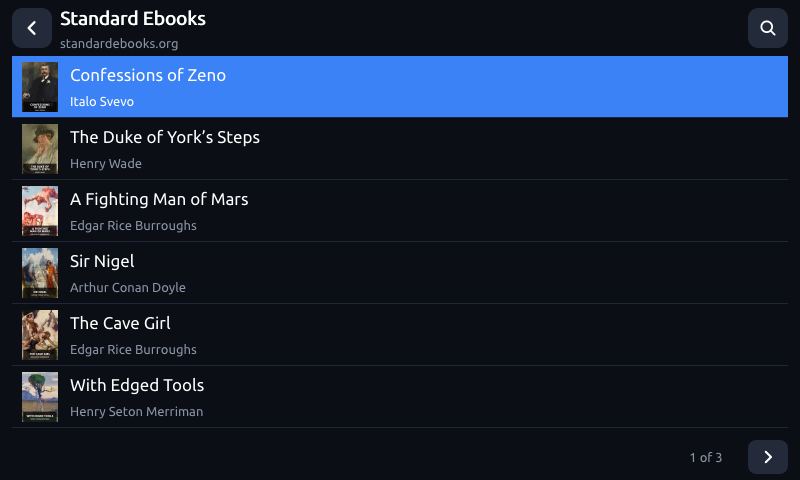 Standard Ebooks
standardebooks.org
Confessions of Zeno
Italo Svevo
The Duke of York’s Steps
Henry Wade
A Fighting Man of Mars
Edgar Rice Burroughs
Sir Nigel
Arthur Conan Doyle
The Cave Girl
Edgar Rice Burroughs
With Edged Tools
Henry Seton Merriman
1 of 3